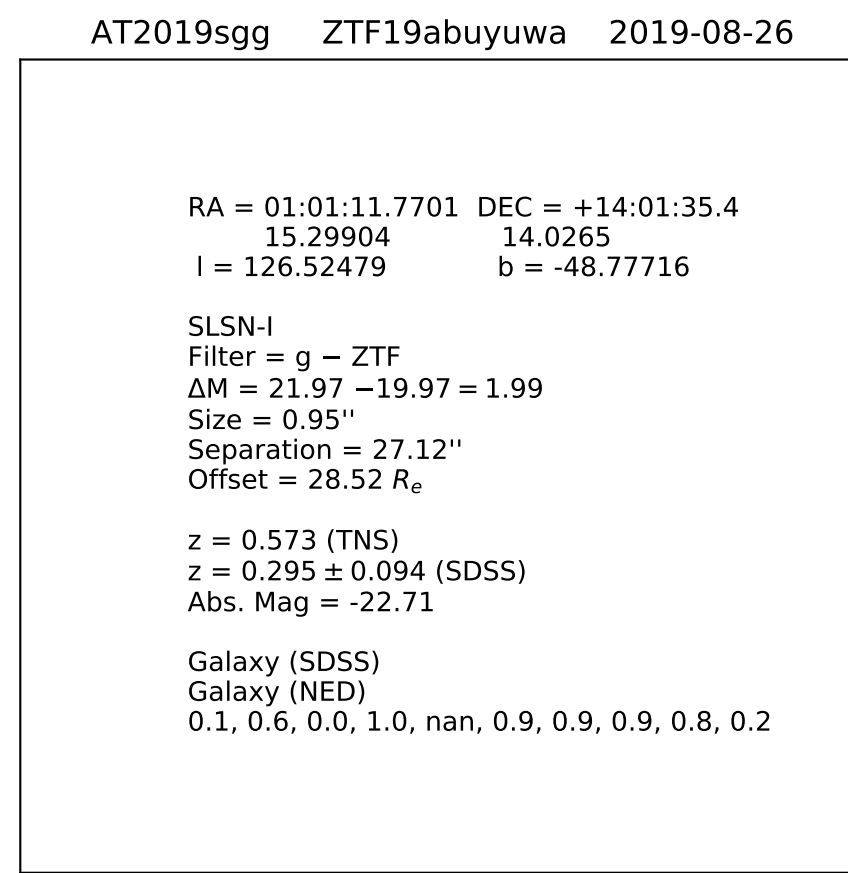 AT2019sgg ZTF19abuyuwa 2019-08-26
RA = 01:01:11.7701 DEC = +14:01:35.4
15.29904 14.0265
l = 126.52479 b = -48.77716
SLSN-I
Filter = g − ZTF
ΔM = 21.97 −19.97 = 1.99
Size = 0.95''
Separation = 27.12''
Offset = 28.52 Rₑ
z = 0.573 (TNS)
z = 0.295 ± 0.094 (SDSS)
Abs. Mag = -22.71
Galaxy (SDSS)
Galaxy (NED)
0.1, 0.6, 0.0, 1.0, nan, 0.9, 0.9, 0.9, 0.8, 0.2